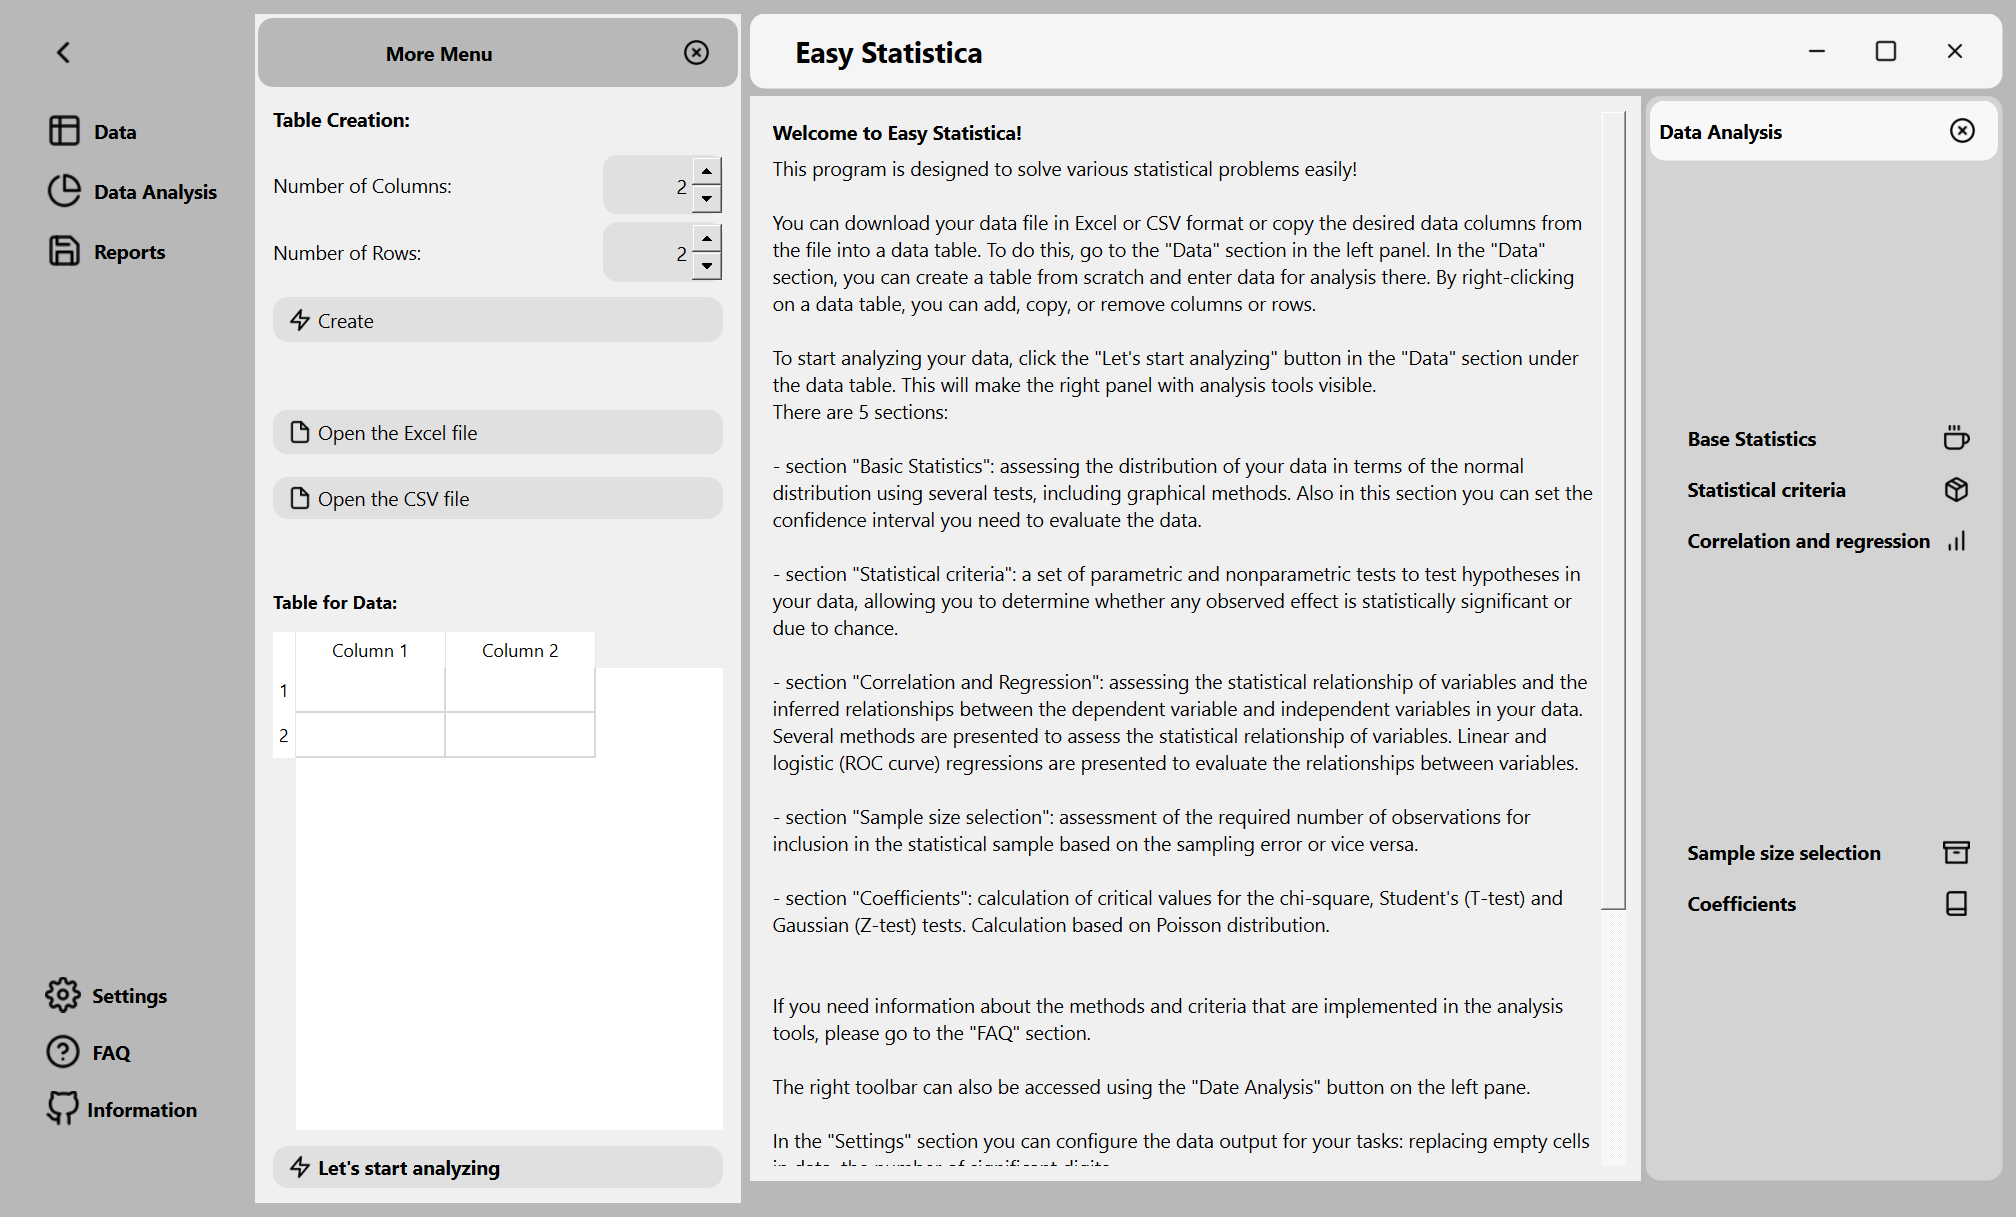 Data
Data Analysis
Reports
Settings
FAQ
Information
More Menu
Table Creation:
Number of Columns:
2
Number of Rows:
2
Create
Open the Excel file
Open the CSV file
Table for Data:
Column 1
Column 2
1
2
Let's start analyzing
Easy Statistica
Welcome to Easy Statistica!
This program is designed to solve various statistical problems easily!
You can download your data file in Excel or CSV format or copy the desired data columns from
the file into a data table. To do this, go to the "Data" section in the left panel. In the "Data"
section, you can create a table from scratch and enter data for analysis there. By right-clicking
on a data table, you can add, copy, or remove columns or rows.
To start analyzing your data, click the "Let's start analyzing" button in the "Data" section under
the data table. This will make the right panel with analysis tools visible.
There are 5 sections:
- section "Basic Statistics": assessing the distribution of your data in terms of the normal
distribution using several tests, including graphical methods. Also in this section you can set the
confidence interval you need to evaluate the data.
- section "Statistical criteria": a set of parametric and nonparametric tests to test hypotheses in
your data, allowing you to determine whether any observed effect is statistically significant or
due to chance.
- section "Correlation and Regression": assessing the statistical relationship of variables and the
inferred relationships between the dependent variable and independent variables in your data.
Several methods are presented to assess the statistical relationship of variables. Linear and
logistic (ROC curve) regressions are presented to evaluate the relationships between variables.
- section "Sample size selection": assessment of the required number of observations for
inclusion in the statistical sample based on the sampling error or vice versa.
- section "Coefficients": calculation of critical values for the chi-square, Student's (T-test) and
Gaussian (Z-test) tests. Calculation based on Poisson distribution.
If you need information about the methods and criteria that are implemented in the analysis
tools, please go to the "FAQ" section.
The right toolbar can also be accessed using the "Date Analysis" button on the left pane.
In the "Settings" section you can configure the data output for your tasks: replacing empty cells
in data, the number of significant digits
Data Analysis
Base Statistics
Statistical criteria
Correlation and regression
Sample size selection
Coefficients